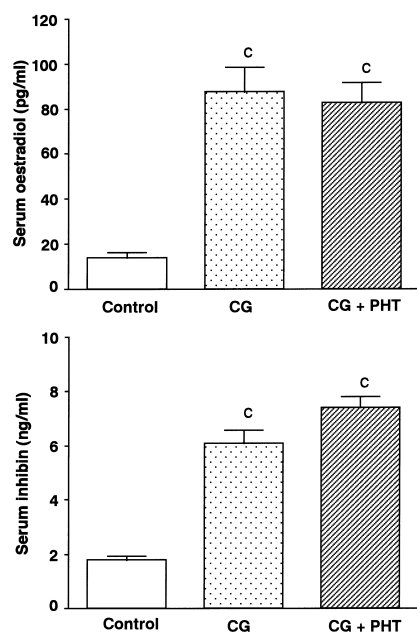 120
100
80
60
40
20
0
Serum oestradiol (pg/ml)
C
C
Control
CG
CG + PHT
10
8
6
4
2
0
Serum inhibin (ng/ml)
C
C
Control
CG
CG + PHT